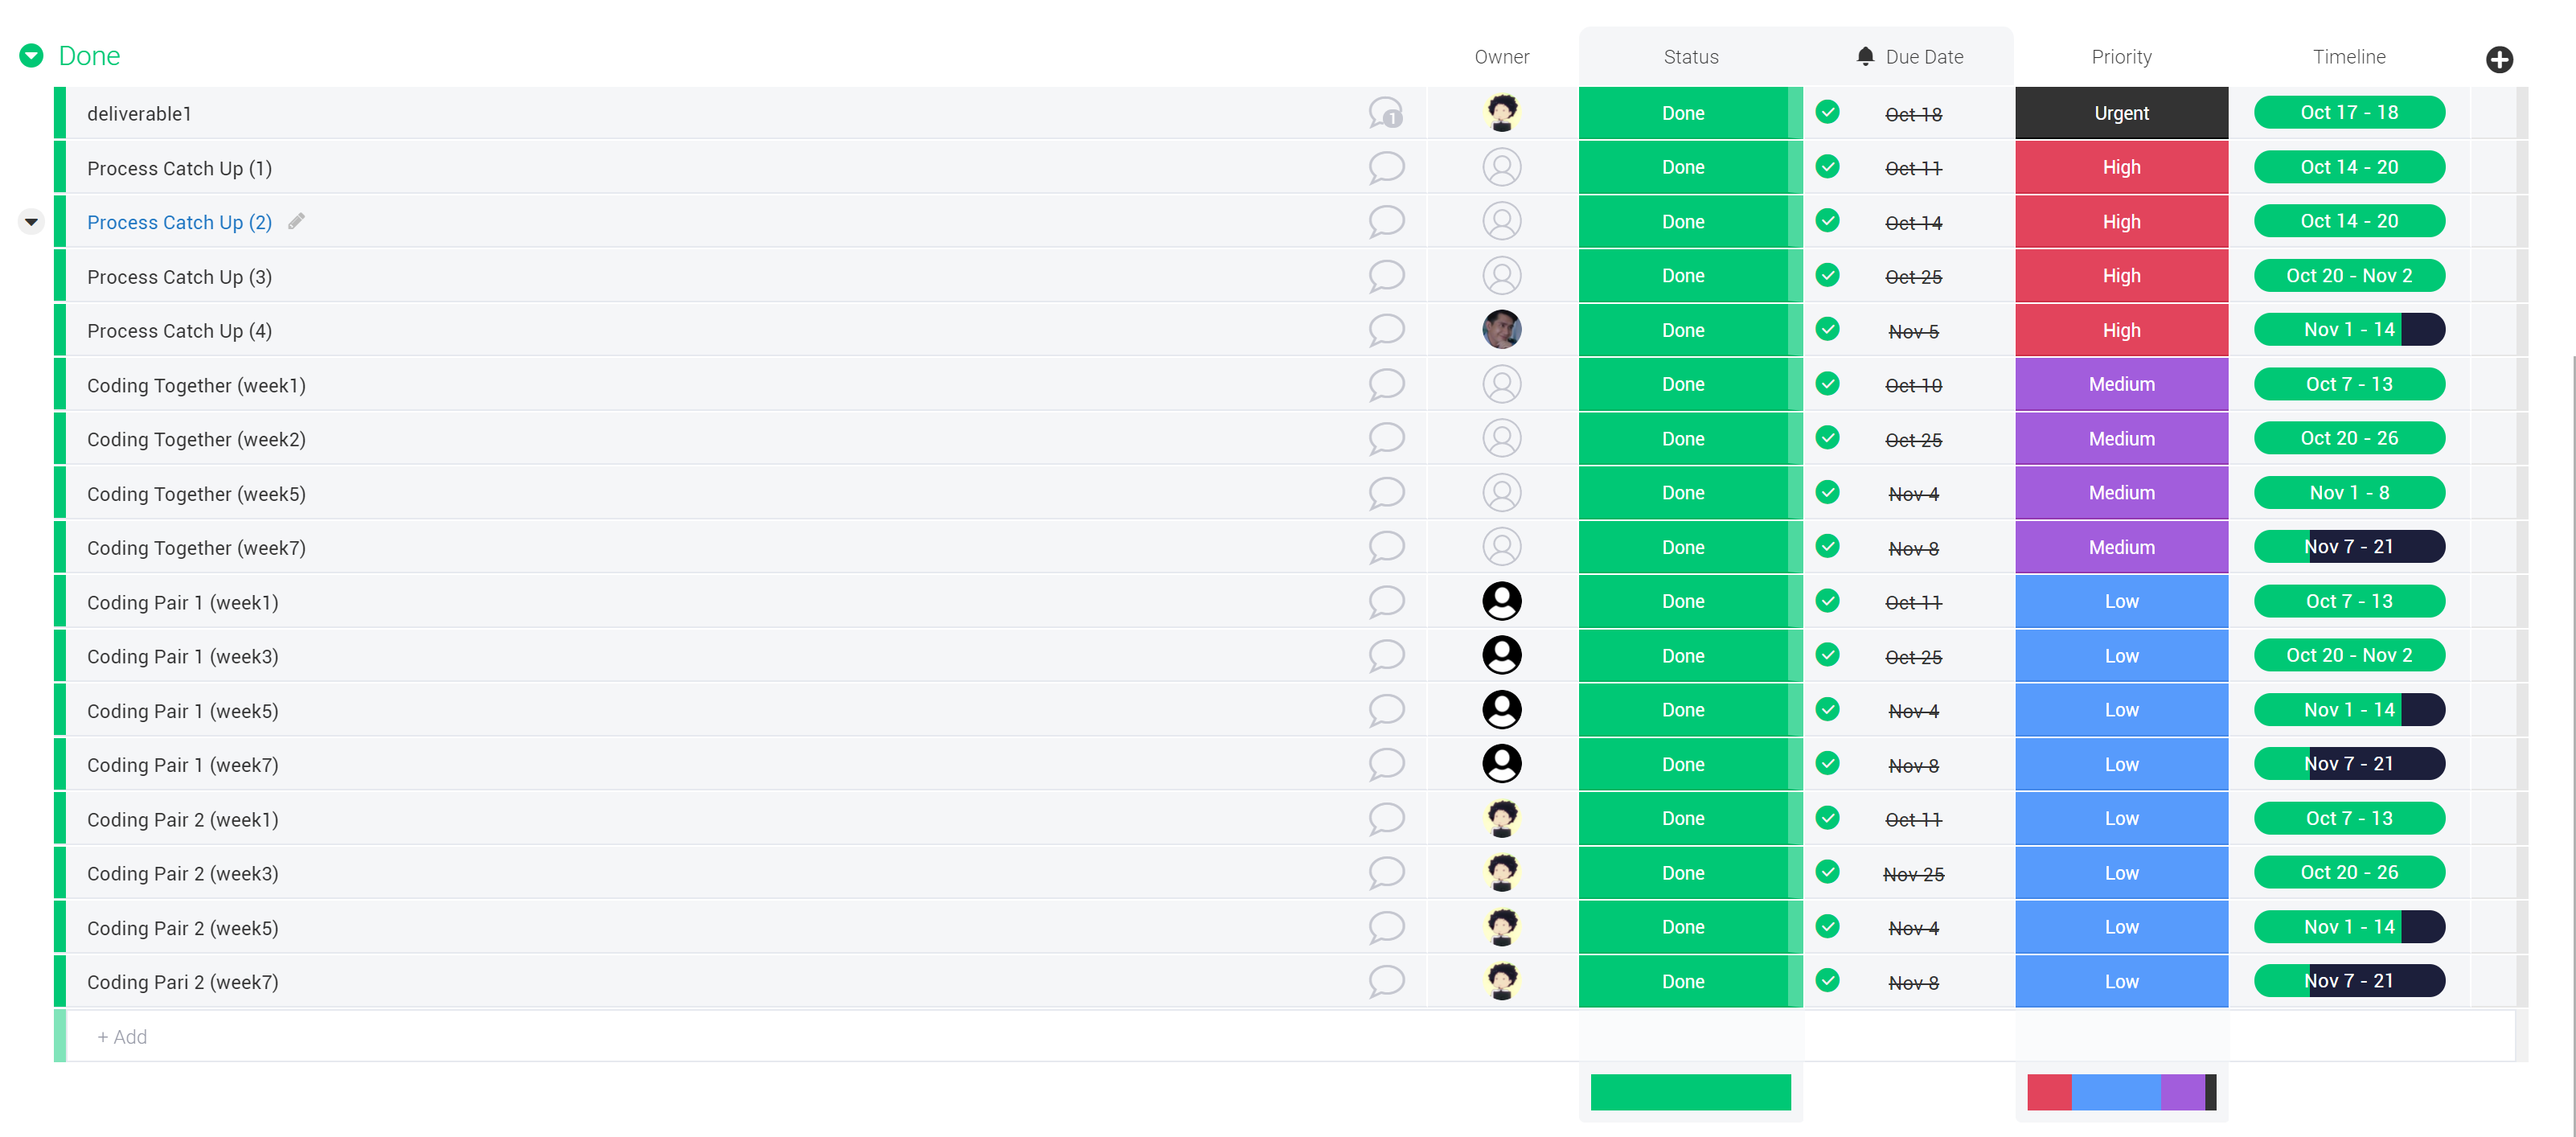 Done Owner Status Due Date Priority Timeline
deliverable1 1 Done Oct 18 Urgent Oct 17 - 18
Process Catch Up (1) Done Oct 11 High Oct 14 - 20
Process Catch Up (2) Done Oct 14 High Oct 14 - 20
Process Catch Up (3) Done Oct 25 High Oct 20 - Nov 2
Process Catch Up (4) Done Nov 5 High Nov 1 - 14
Coding Together (week1) Done Oct 10 Medium Oct 7 - 13
Coding Together (week2) Done Oct 25 Medium Oct 20 - 26
Coding Together (week5) Done Nov 4 Medium Nov 1 - 8
Coding Together (week7) Done Nov 8 Medium Nov 7 - 21
Coding Pair 1 (week1) Done Oct 11 Low Oct 7 - 13
Coding Pair 1 (week3) Done Oct 25 Low Oct 20 - Nov 2
Coding Pair 1 (week5) Done Nov 4 Low Nov 1 - 14
Coding Pair 1 (week7) Done Nov 8 Low Nov 7 - 21
Coding Pair 2 (week1) Done Oct 11 Low Oct 7 - 13
Coding Pair 2 (week3) Done Nov 25 Low Oct 20 - 26
Coding Pair 2 (week5) Done Nov 4 Low Nov 1 - 14
Coding Pari 2 (week7) Done Nov 8 Low Nov 7 - 21
+ Add